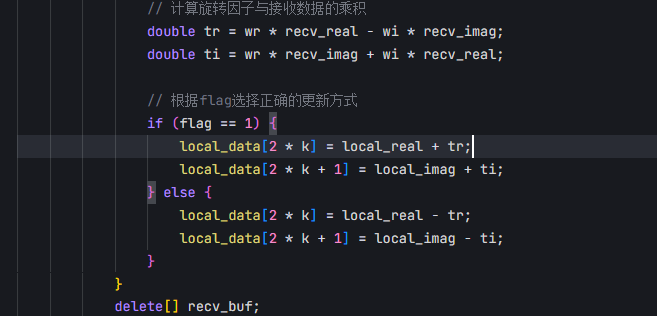 // 计算旋转因子与接收数据的乘积
double tr = wr * recv_real - wi * recv_imag;
double ti = wr * recv_imag + wi * recv_real;
// 根据flag选择正确的更新方式
if (flag == 1) {
local_data[2 * k] = local_real + tr;
local_data[2 * k + 1] = local_imag + ti;
} else {
local_data[2 * k] = local_real - tr;
local_data[2 * k + 1] = local_imag - ti;
}
}
delete[] recv_buf;